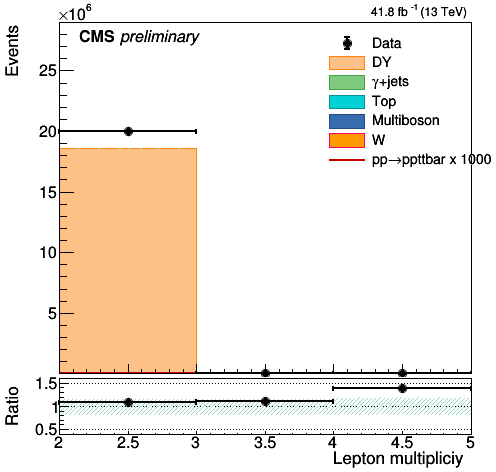 ×10⁶
41.8 fb⁻¹ (13 TeV)
CMS preliminary
Events
25
20
15
10
5
Data
DY
γ+jets
Top
Multiboson
W
pp→ppttbar x 1000
Ratio
1.5
1
0.5
2 2.5 3 3.5 4 4.5 5
Lepton multipliciy